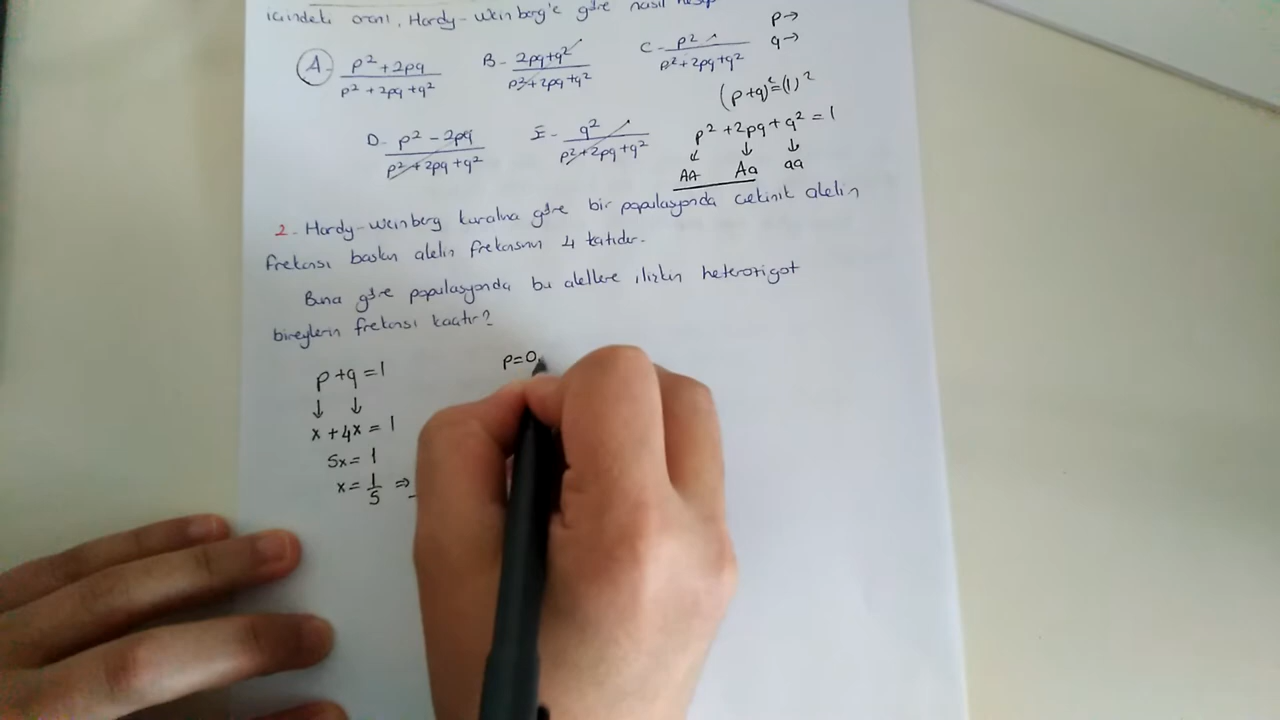 içindeki oranı, Hardy-Weinberg'e göre nasıl
p→
q→
A- p²+2pq / p²+2pq+q²
B- 2pq+q² / p²+2pq+q²
C- p² / p²+2pq+q²
(p+q)²=(1)²
D- p²-2pq / p²+2pq+q²
E- q² / p²+2pq+q²
p²+2pq+q²=1
↓ ↓ ↓
AA Aa aa
2- Hardy-Weinberg kuralına göre bir populasyonda çekinik alelin
frekansı baskın alelin frekansının 4 katıdır.
Buna göre populasyonda bu alellere ilişkin heterozigot
bireylerin frekansı kaçtır?
p+q=1
↓ ↓
x+4x=1
5x=1
x=1/5 ⇒
p=0,